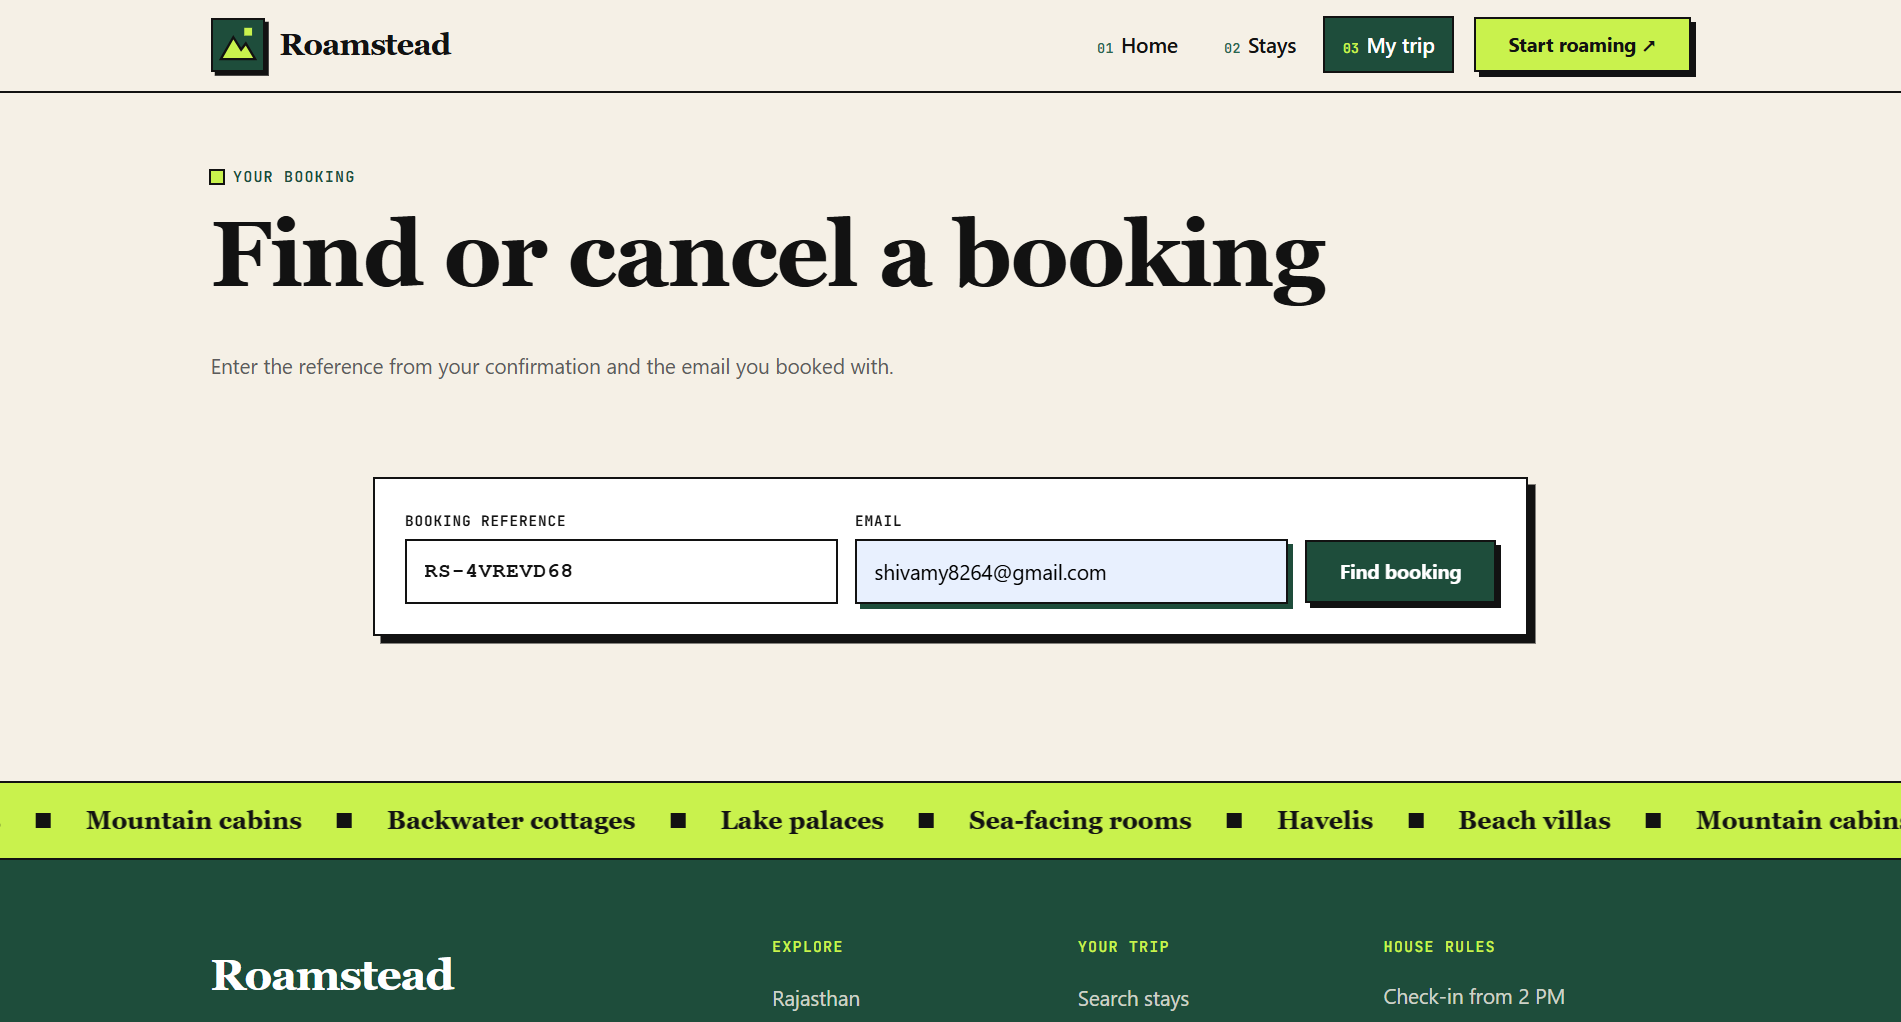 Roamstead
01 Home
02 Stays
03 My trip
Start roaming ↗
YOUR BOOKING
Find or cancel a booking
Enter the reference from your confirmation and the email you booked with.
BOOKING REFERENCE
EMAIL
RS-4VREVD68
shivamy8264@gmail.com
Find booking
■ Mountain cabins ■ Backwater cottages ■ Lake palaces ■ Sea-facing rooms ■ Havelis ■ Beach villas ■ Mountain cabins
Roamstead
EXPLORE
Rajasthan
YOUR TRIP
Search stays
HOUSE RULES
Check-in from 2 PM